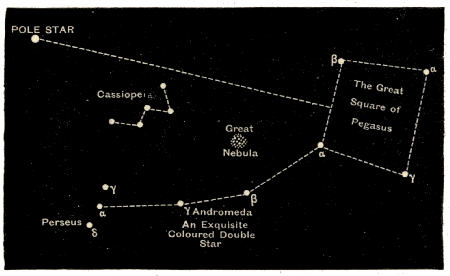 POLE STAR
β
α
Cassiopeia
The Great
Square of
Pegasus
Great
Nebula
α
γ
γ
α
β
γ Andromeda
Perseus
δ
An Exquisite
Coloured Double
Star